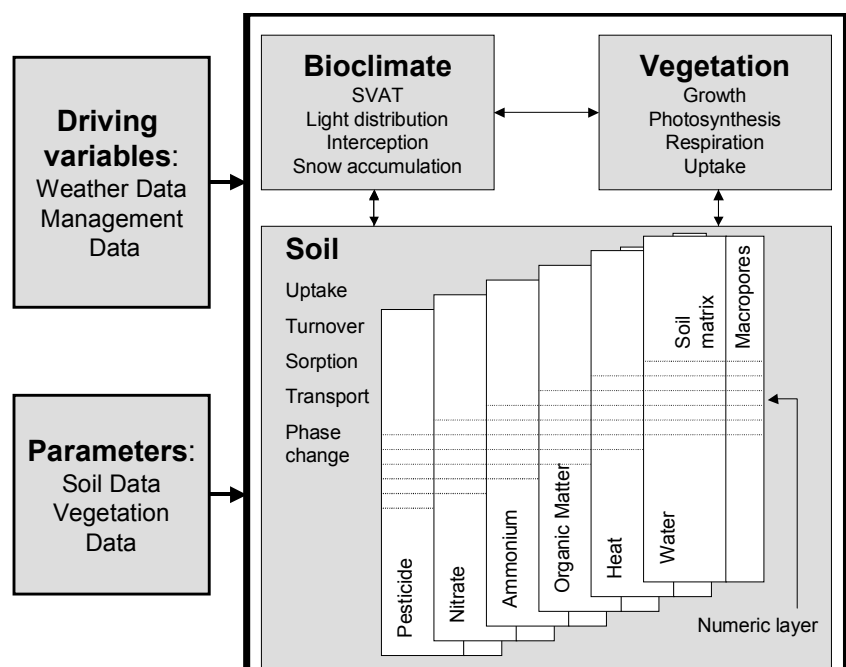 Driving
variables:
Weather Data
Management
Data
Parameters:
Soil Data
Vegetation
Data
Bioclimate
SVAT
Light distribution
Interception
Snow accumulation
Vegetation
Growth
Photosynthesis
Respiration
Uptake
Soil
Uptake
Turnover
Sorption
Transport
Phase
change
Pesticide
Nitrate
Ammonium
Organic Matter
Heat
Water
Soil
matrix
Macropores
Numeric layer